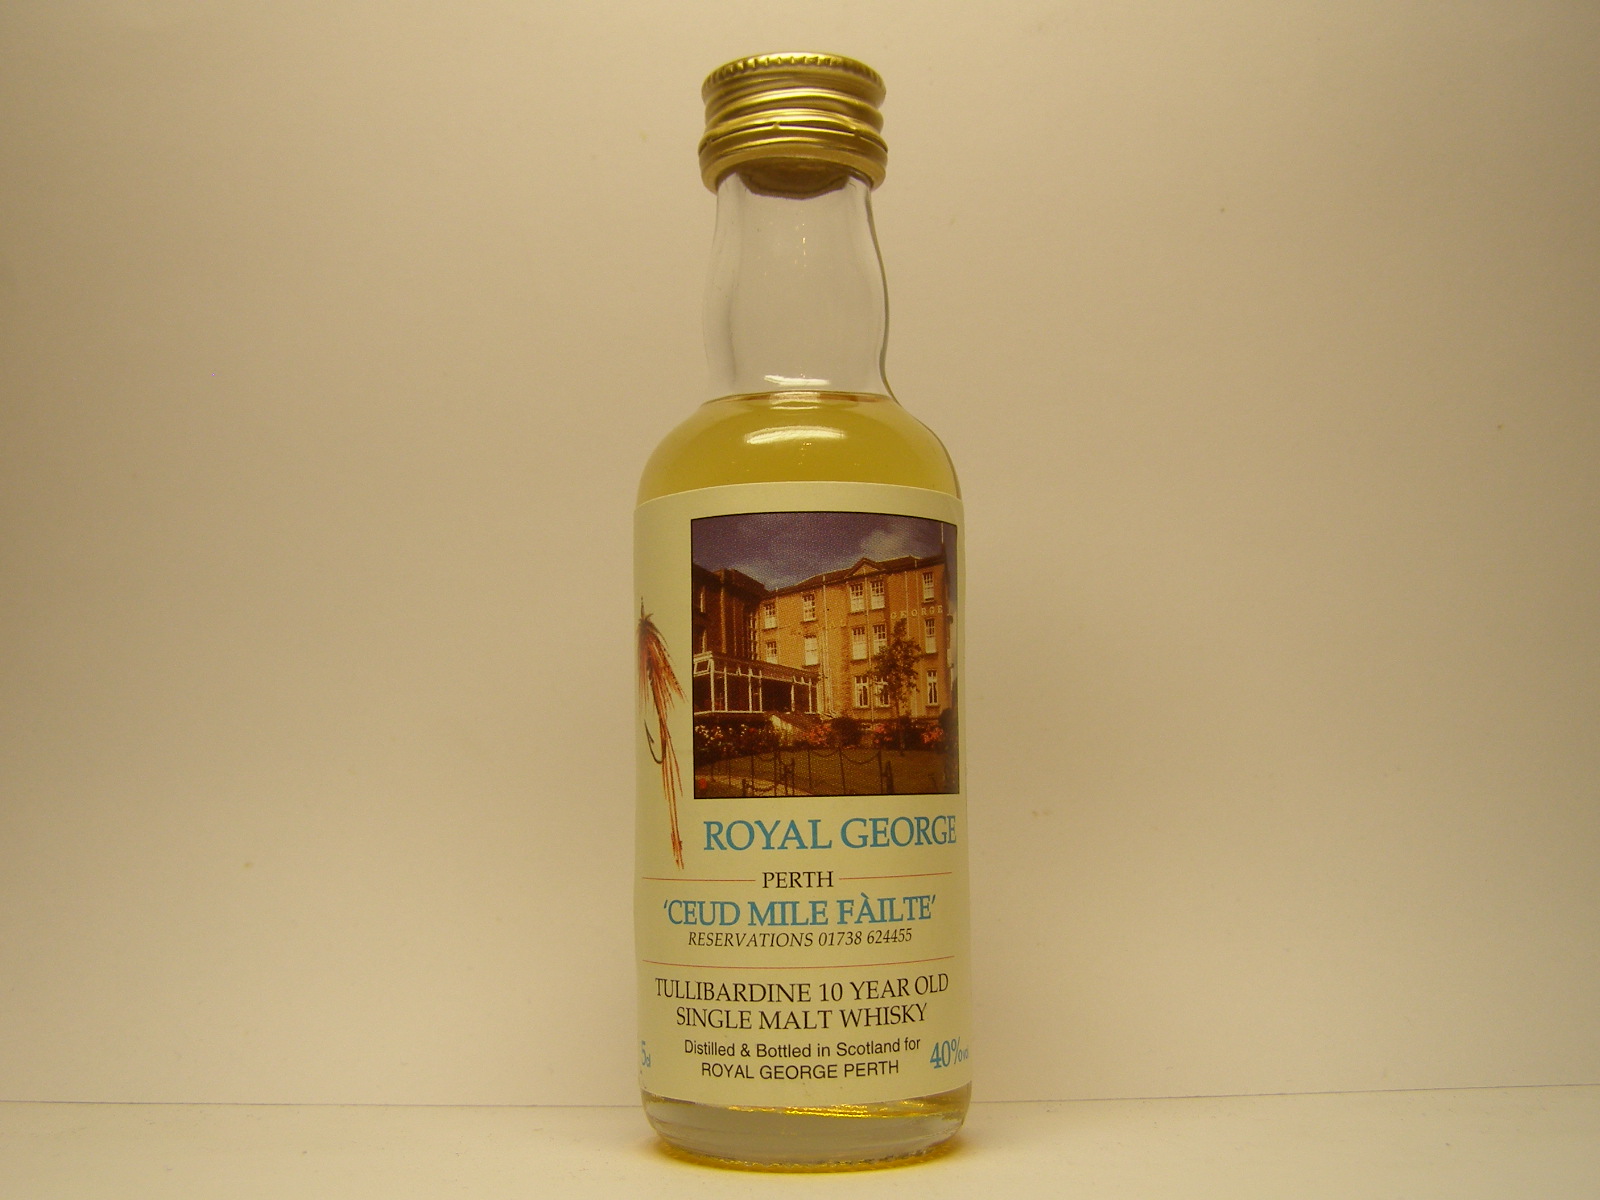 GEORGE
ROYAL GEORGE
PERTH
‘CEUD MILE FÀILTE’
RESERVATIONS 01738 624455
TULLIBARDINE 10 YEAR OLD
SINGLE MALT WHISKY
Distilled & Bottled in Scotland for
ROYAL GEORGE PERTH
5cl
40%vol